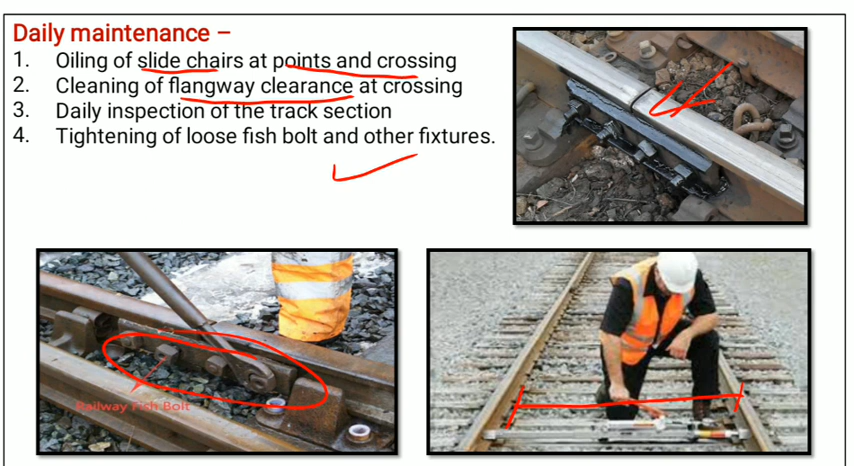 Daily maintenance –
1. Oiling of slide chairs at points and crossing
2. Cleaning of flangway clearance at crossing
3. Daily inspection of the track section
4. Tightening of loose fish bolt and other fixtures.
Railway Fish Bolt